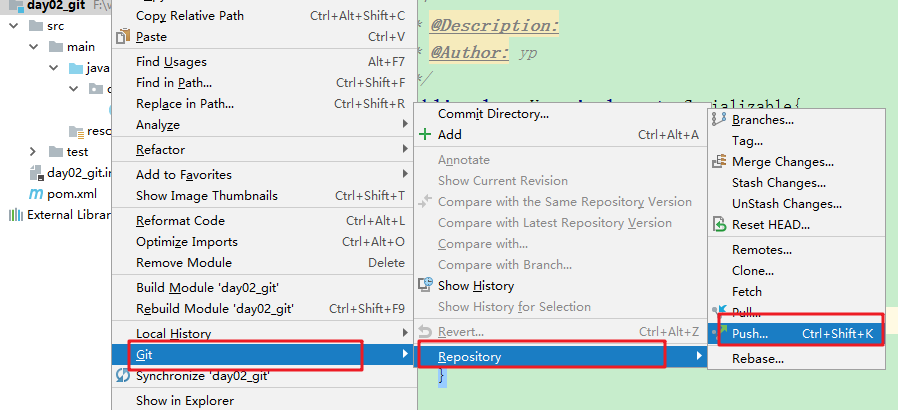 day02_git F:\
src
main
java
reso
test
day02_git.in
pom.xml
External Librar
Copy Relative Path Ctrl+Alt+Shift+C
Paste Ctrl+V
Find Usages Alt+F7
Find in Path... Ctrl+Shift+F
Replace in Path... Ctrl+Shift+R
Analyze
Refactor
Add to Favorites
Show Image Thumbnails Ctrl+Shift+T
Reformat Code Ctrl+Alt+L
Optimize Imports Ctrl+Alt+O
Remove Module Delete
Build Module 'day02_git'
Rebuild Module 'day02_git' Ctrl+Shift+F9
Local History
Git
Synchronize 'day02_git'
Show in Explorer
* @Description:
* @Author: yp
*/
Commit Directory...
Add Ctrl+Alt+A
Annotate
Show Current Revision
Compare with the Same Repository Version
Compare with Latest Repository Version
Compare with...
Compare with Branch...
Show History
Show History for Selection
Revert... Ctrl+Alt+Z
Repository
}
Branches...
Tag...
Merge Changes...
Stash Changes...
UnStash Changes...
Reset HEAD...
Remotes...
Clone...
Fetch
Pull...
Push... Ctrl+Shift+K
Rebase...